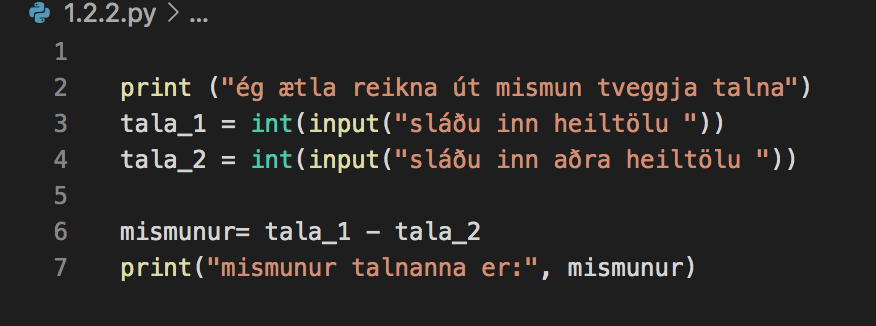 1.2.2.py > ...
1
2 print ("ég ætla reikna út mismun tveggja talna")
3 tala_1 = int(input("sláðu inn heiltölu "))
4 tala_2 = int(input("sláðu inn aðra heiltölu "))
5
6 mismunur= tala_1 - tala_2
7 print("mismunur talnanna er:", mismunur)